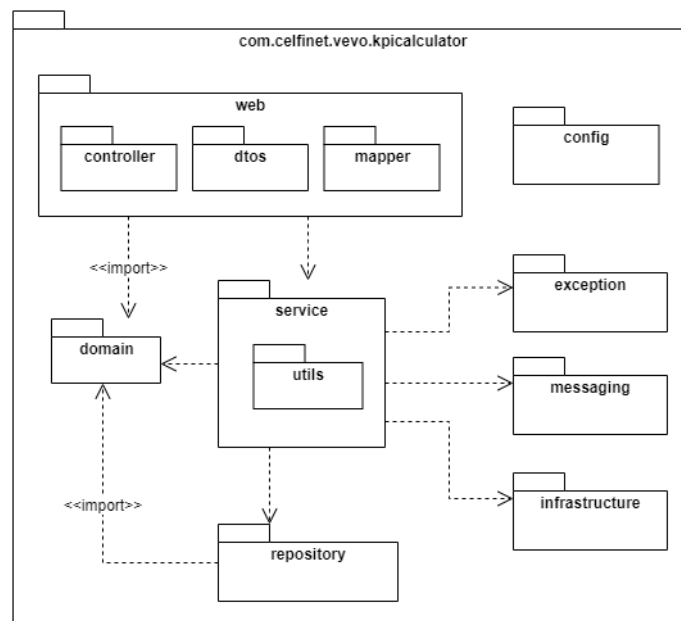 com.celfinet.vevo.kpicalculator
web
controller
dtos
mapper
config
<<import>>
service
exception
domain
utils
messaging
<<import>>
infrastructure
repository